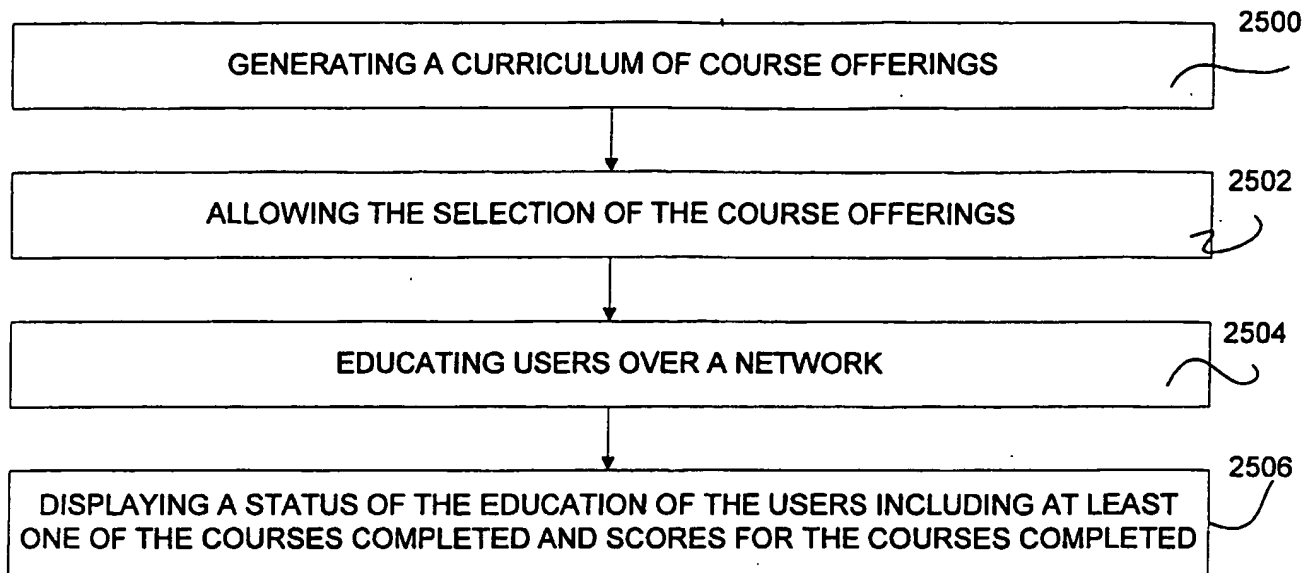 2500
GENERATING A CURRICULUM OF COURSE OFFERINGS
2502
ALLOWING THE SELECTION OF THE COURSE OFFERINGS
2504
EDUCATING USERS OVER A NETWORK
2506
DISPLAYING A STATUS OF THE EDUCATION OF THE USERS INCLUDING AT LEAST
ONE OF THE COURSES COMPLETED AND SCORES FOR THE COURSES COMPLETED